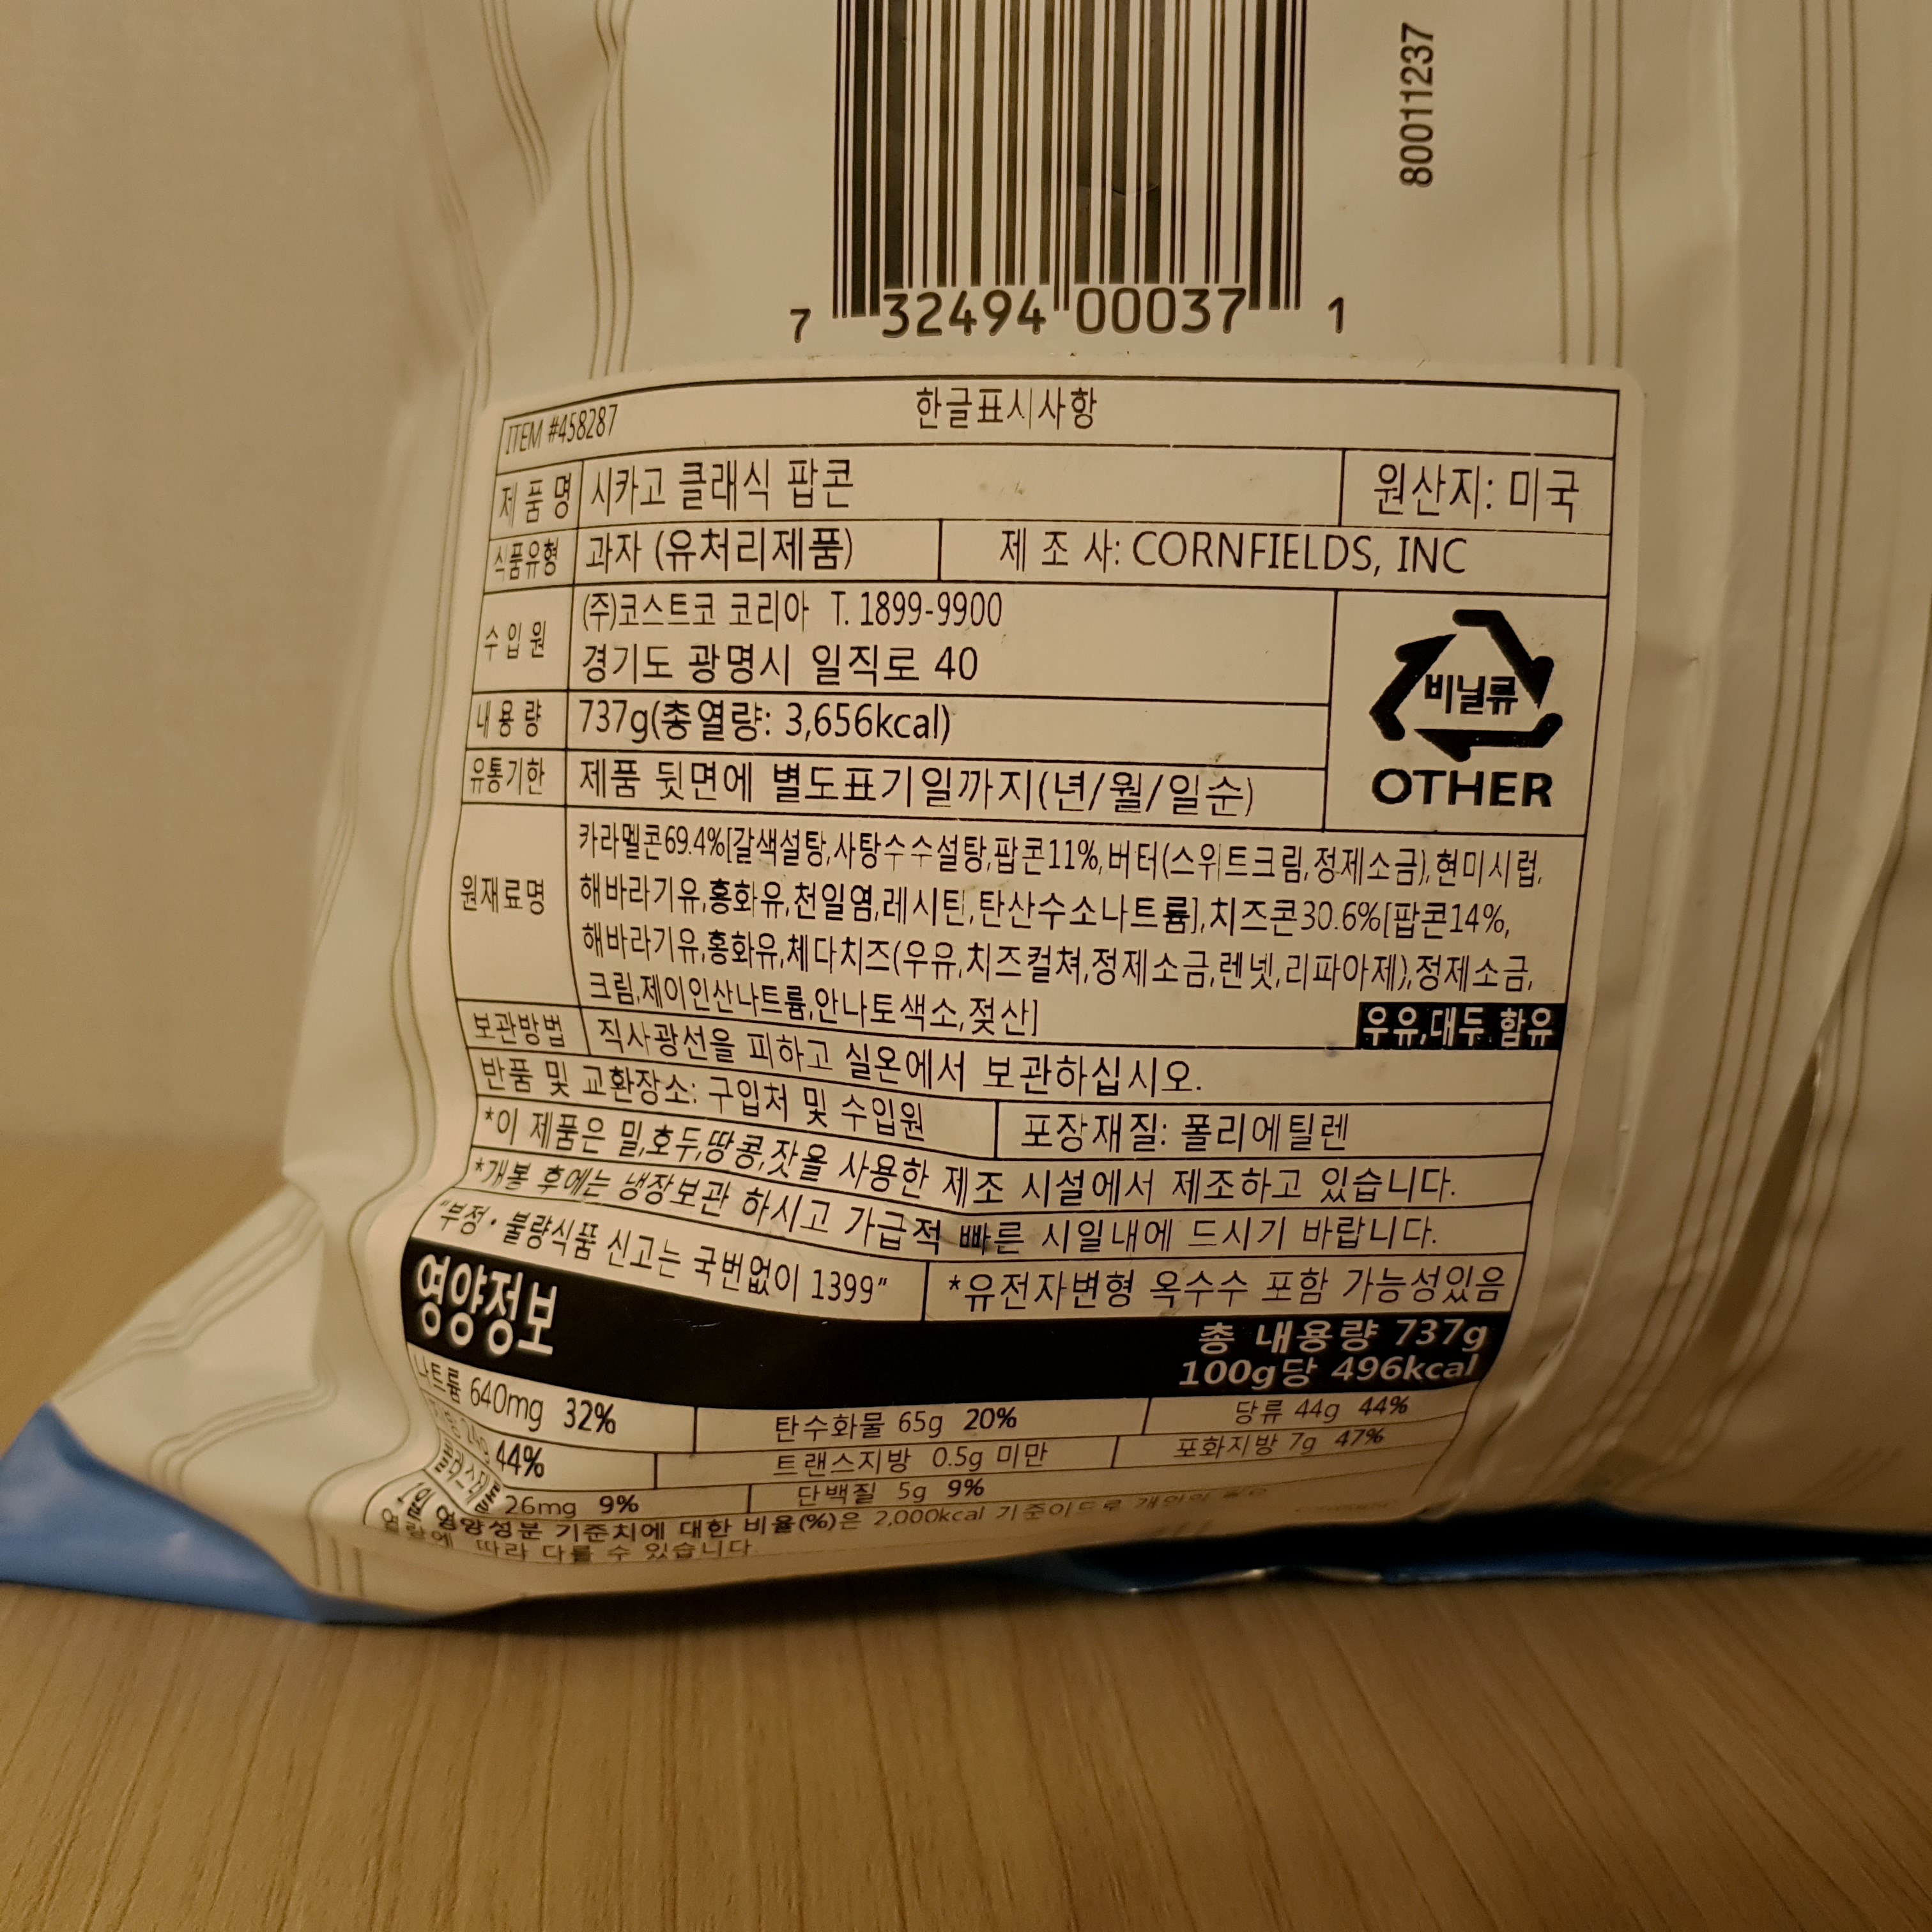 80011237
7 32494 00037 1
ITEM #458287 한글표시사항
제품명 시카고 클래식 팝콘 원산지: 미국
식품유형 과자 (유처리제품) 제 조 사: CORNFIELDS, INC
수입원 (주)코스트코 코리아 T. 1899-9900
경기도 광명시 일직로 40
비닐류
OTHER
내용량 737g(총열량: 3,656kcal)
유통기한 제품 뒷면에 별도표기일까지(년/월/일순)
원재료명 카라멜콘69.4%[갈색설탕,사탕수수설탕,팝콘11%,버터(스위트크림,정제소금),현미시럽,
해바라기유,홍화유,천일염,레시틴,탄산수소나트륨],치즈콘30.6%[팝콘14%,
해바라기유,홍화유,체다치즈(우유,치즈컬쳐,정제소금,렌넷,리파아제),정제소금,
크림,제이인산나트륨,안나토색소,젖산]
우유,대두 함유
보관방법 직사광선을 피하고 실온에서 보관하십시오.
반품 및 교환장소: 구입처 및 수입원 포장재질: 폴리에틸렌
*이 제품은 밀,호두,땅콩,잣을 사용한 제조 시설에서 제조하고 있습니다.
*개봉 후에는 냉장보관 하시고 가급적 빠른 시일내에 드시기 바랍니다.
"부정·불량식품 신고는 국번없이 1399" *유전자변형 옥수수 포함 가능성있음
영양정보 총 내용량 737g
100g당 496kcal
나트륨 640mg 32% 탄수화물 65g 20% 당류 44g 44%
24g 44% 트랜스지방 0.5g 미만 포화지방 7g 47%
26mg 9% 단백질 5g 9%
1일 영양성분 기준치에 대한 비율(%)은 2,000kcal 기준이므로 개인의 필요
열량에 따라 다를 수 있습니다.